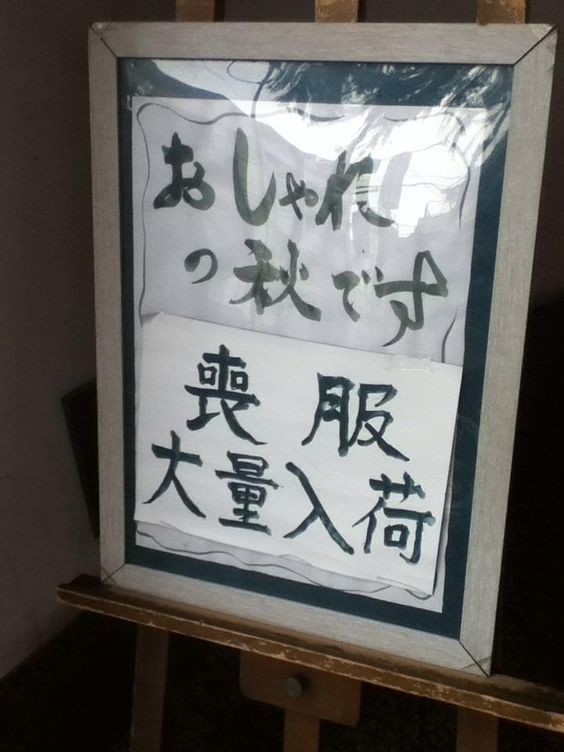 おしゃれ
の秋です
喪服
大量入荷